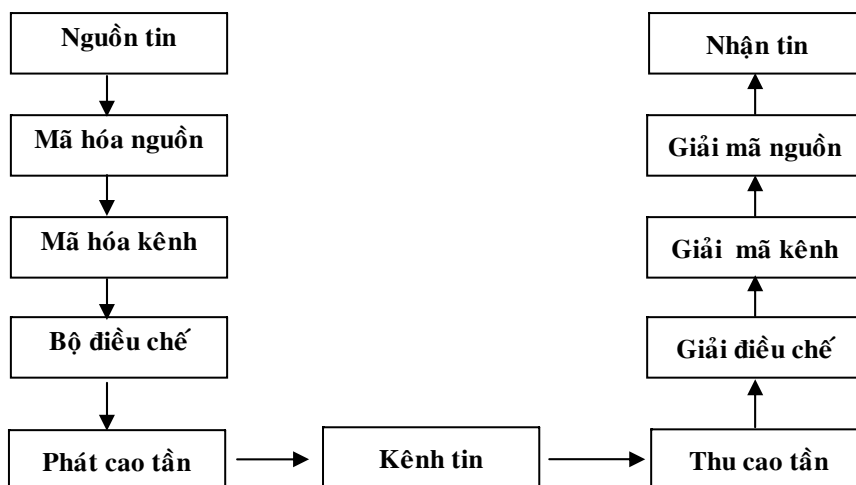 Nguồn tin
Mã hóa nguồn
Mã hóa kênh
Bộ điều chế
Phát cao tần
Kênh tin
Thu cao tần
Giải điều chế
Giải mã kênh
Giải mã nguồn
Nhận tin